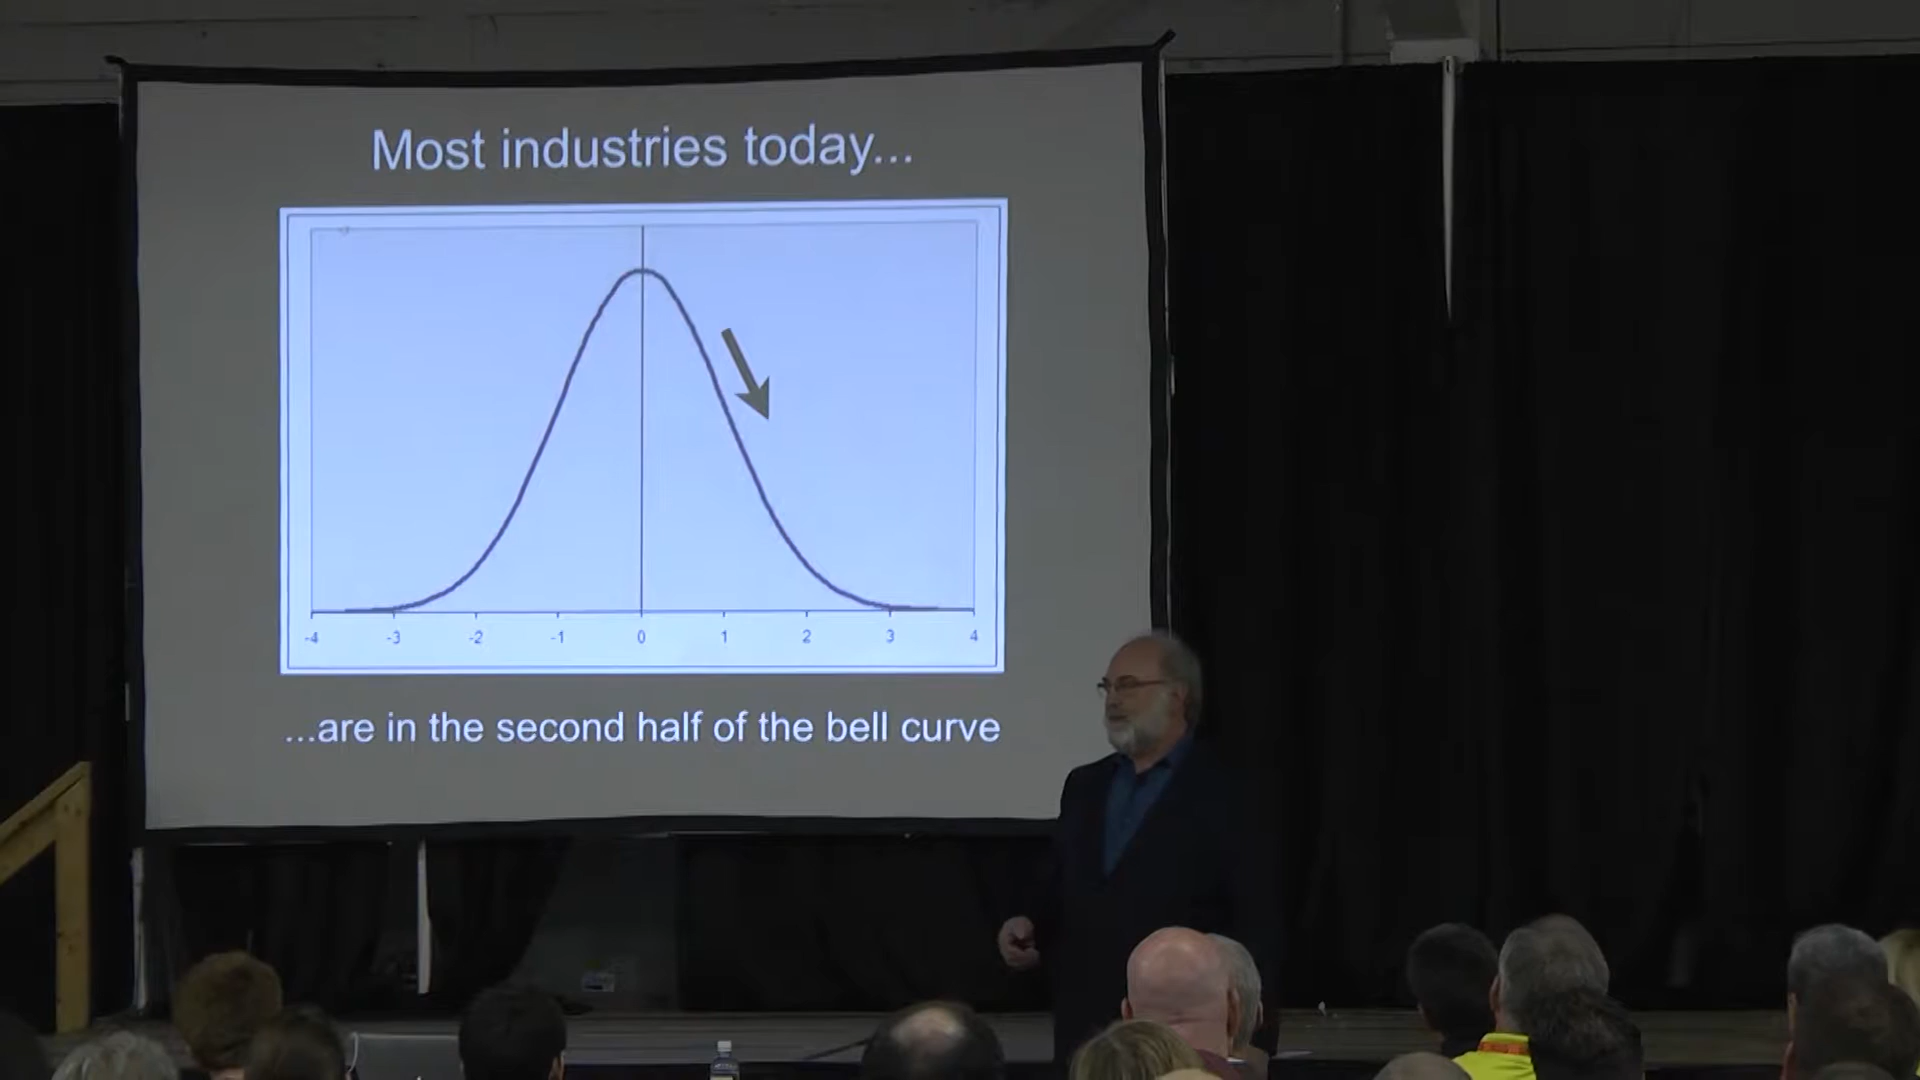 Most industries today...
-4 -3 -2 -1 0 1 2 3 4
...are in the second half of the bell curve